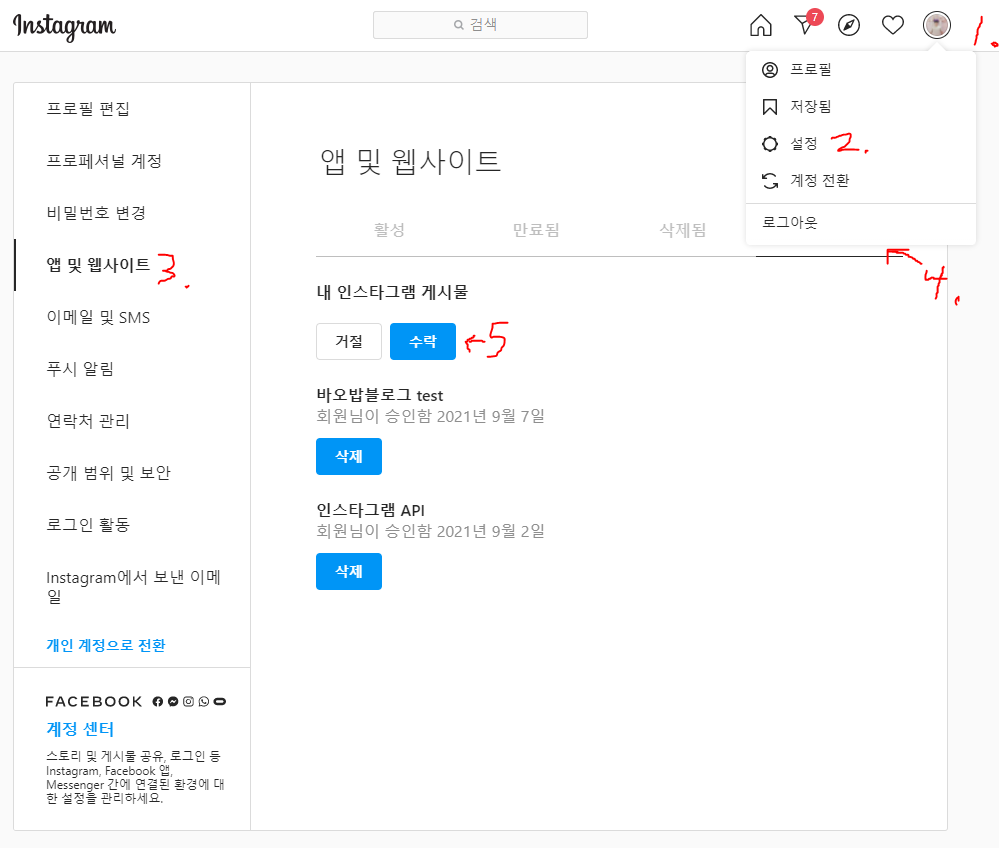 Instagram
검색
7
1.
프로필
저장됨
설정 2.
계정 전환
로그아웃
프로필 편집
프로페셔널 계정
비밀번호 변경
앱 및 웹사이트 3.
이메일 및 SMS
푸시 알림
연락처 관리
공개 범위 및 보안
로그인 활동
Instagram에서 보낸 이메
일
개인 계정으로 전환
FACEBOOK
계정 센터
스토리 및 게시물 공유, 로그인 등
Instagram, Facebook 앱,
Messenger 간에 연결된 환경에 대
한 설정을 관리하세요.
앱 및 웹사이트
활성 만료됨 삭제됨
4.
내 인스타그램 게시물
거절 수락 5
바오밥블로그 test
회원님이 승인함 2021년 9월 7일
삭제
인스타그램 API
회원님이 승인함 2021년 9월 2일
삭제